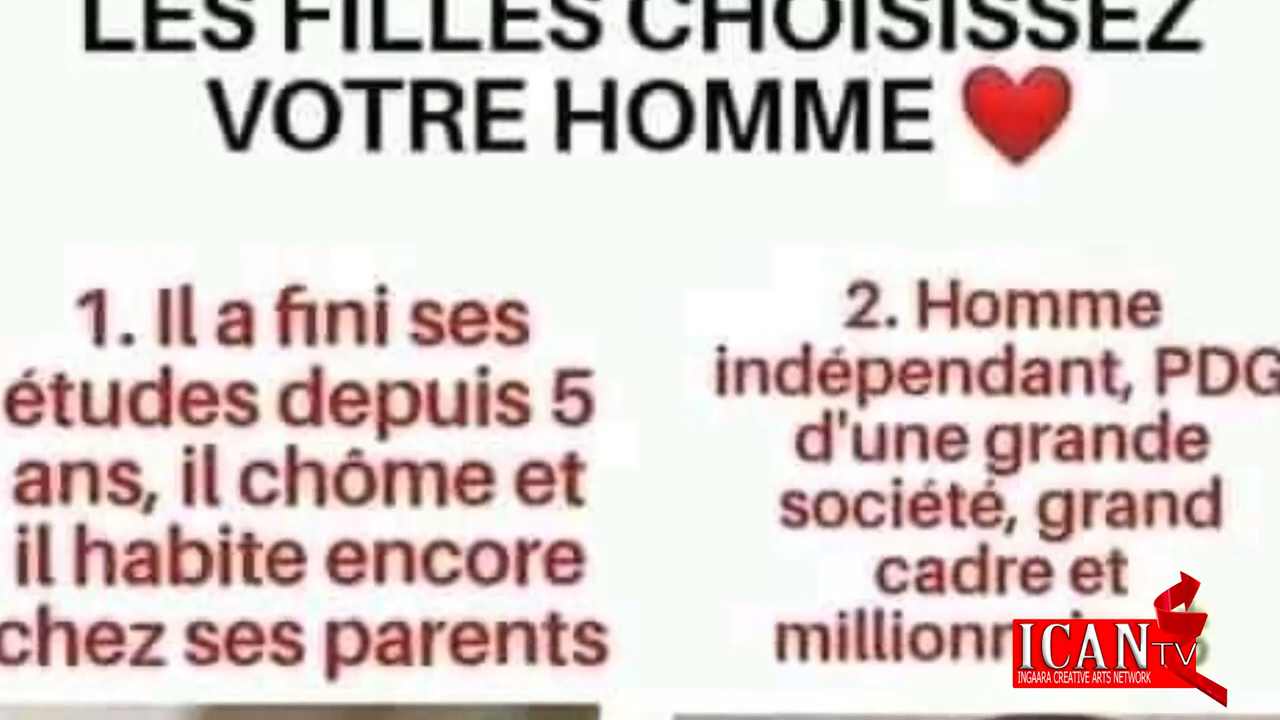 LES FILLES CHOISISSEZ
VOTRE HOMME
1. Il a fini ses
études depuis 5
ans, il chôme et
il habite encore
chez ses parents
2. Homme
indépendant, PDG
d'une grande
société, grand
cadre et
ICAN TV
INGAARA CREATIVE ARTS NETWORK